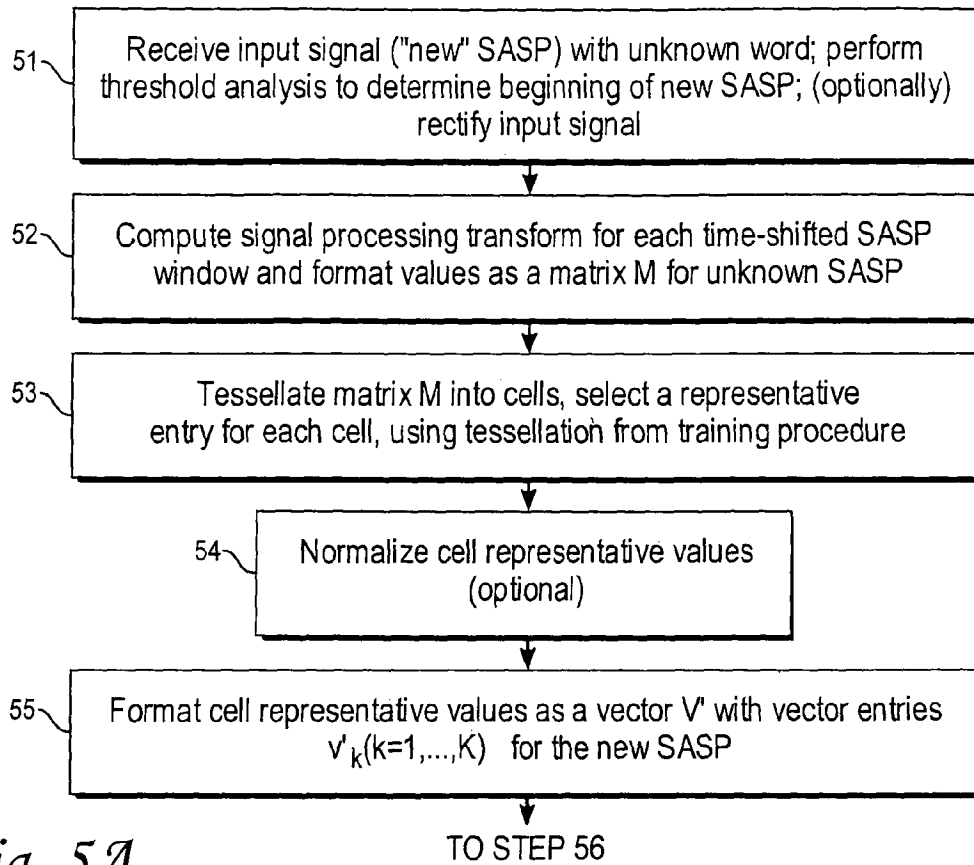 51
Receive input signal ("new" SASP) with unknown word; perform
threshold analysis to determine beginning of new SASP; (optionally)
rectify input signal
52
Compute signal processing transform for each time-shifted SASP
window and format values as a matrix M for unknown SASP
53
Tessellate matrix M into cells, select a representative
entry for each cell, using tessellation from training procedure
54
Normalize cell representative values
(optional)
55
Format cell representative values as a vector V' with vector entries
v'k(k=1,...,K) for the new SASP
TO STEP 56
5A